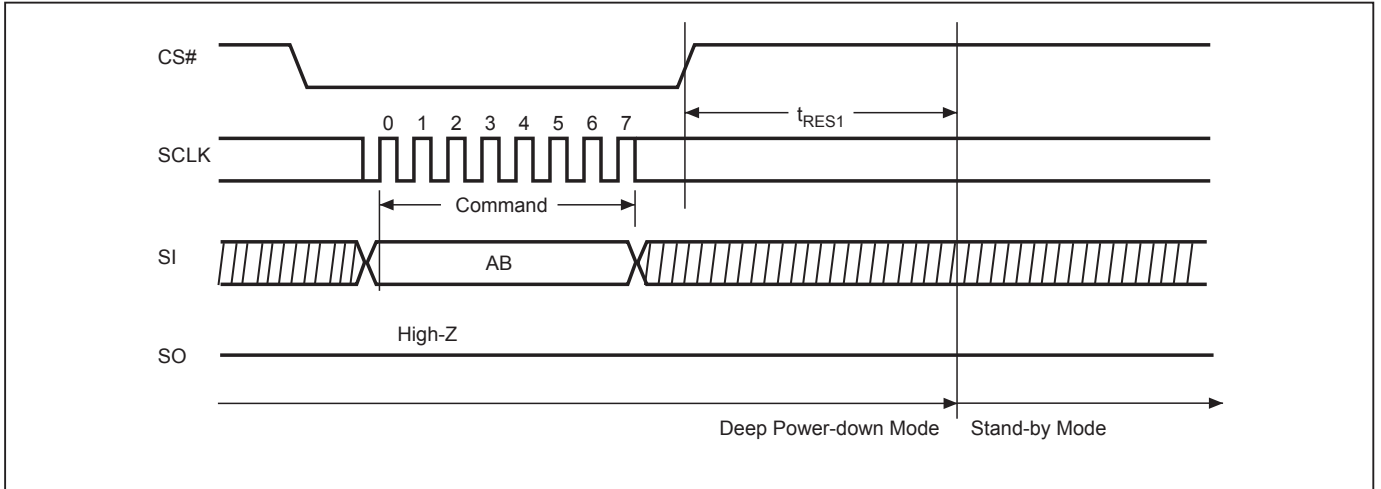 CS#
tRES1
0 1 2 3 4 5 6 7
SCLK
Command
SI
AB
High-Z
SO
Deep Power-down Mode
Stand-by Mode